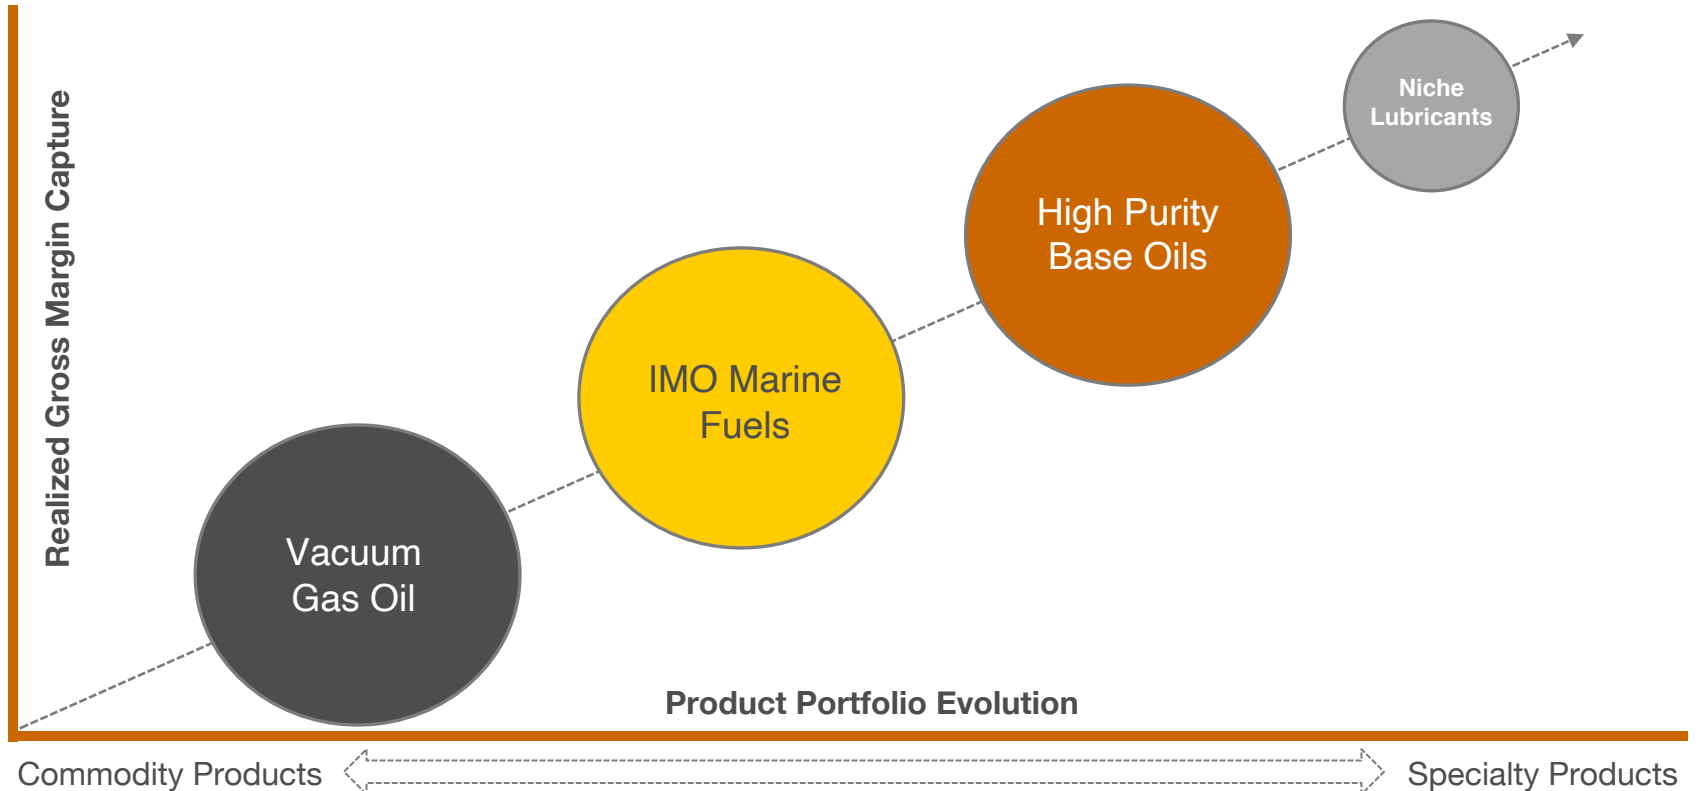 Realized Gross Margin Capture
Niche
Lubricants
High Purity
Base Oils
IMO Marine
Fuels
Vacuum
Gas Oil
Product Portfolio Evolution
Commodity Products
Specialty Products